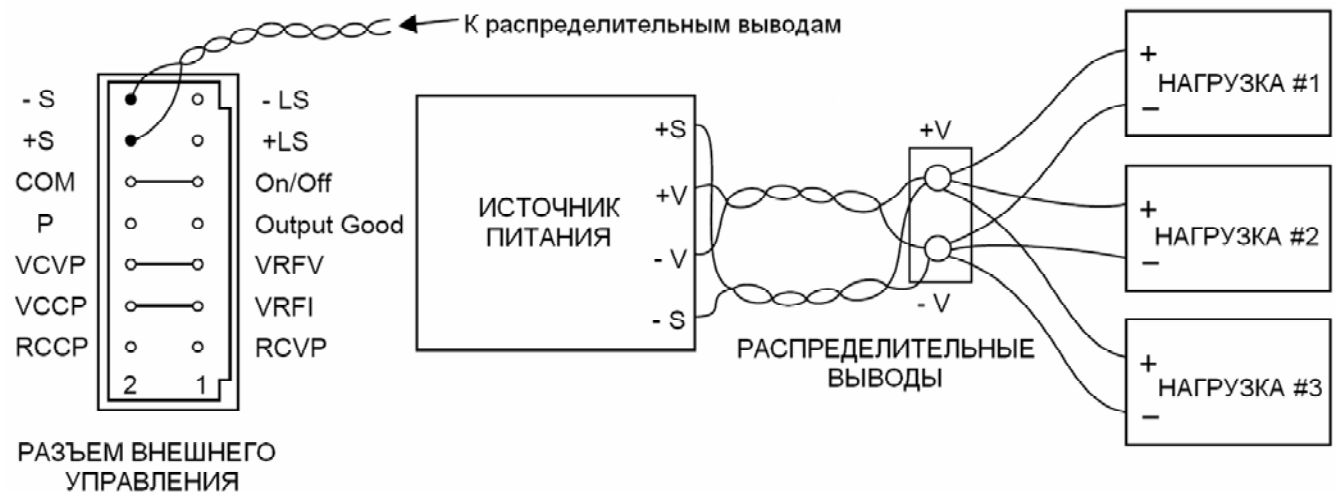 К распределительным выводам
- S - LS
+S +LS
COM On/Off
P Output Good
VCVP VRFV
VCCP VRFI
RCCP RCVP
2 1
РАЗЪЕМ ВНЕШНЕГО
УПРАВЛЕНИЯ
ИСТОЧНИК
ПИТАНИЯ
+S
+V
- V
- S
+V
- V
РАСПРЕДЕЛИТЕЛЬНЫЕ
ВЫВОДЫ
+
НАГРУЗКА #1
–
+
НАГРУЗКА #2
–
+
НАГРУЗКА #3
–